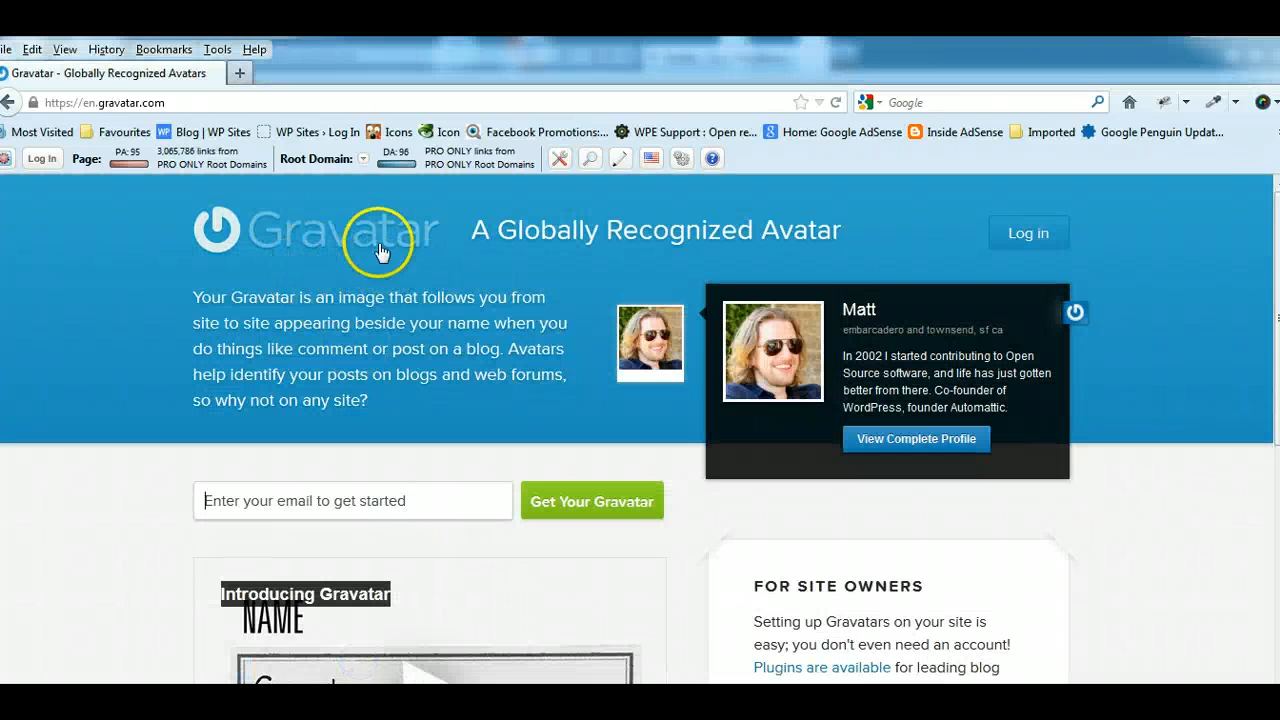 ile Edit View History Bookmarks Tools Help
Gravatar - Globally Recognized Avatars
https://en.gravatar.com
Google
Most Visited Favourites Blog | WP Sites WP Sites › Log In Icons Icon Facebook Promotions:... WPE Support : Open re... Home: Google AdSense Inside AdSense Imported Google Penguin Updat...
Log In Page: PA: 95 3,065,786 links from PRO ONLY Root Domains Root Domain: DA: 96 PRO ONLY links from PRO ONLY Root Domains
Gravatar
A Globally Recognized Avatar
Log in
Your Gravatar is an image that follows you from
site to site appearing beside your name when you
do things like comment or post on a blog. Avatars
help identify your posts on blogs and web forums,
so why not on any site?
Matt
embarcadero and townsend, sf ca
In 2002 I started contributing to Open
Source software, and life has just gotten
better from there. Co-founder of
WordPress, founder Automattic.
View Complete Profile
Enter your email to get started
Get Your Gravatar
Introducing Gravatar
NAME
FOR SITE OWNERS
Setting up Gravatars on your site is
easy; you don't even need an account!
Plugins are available for leading blog